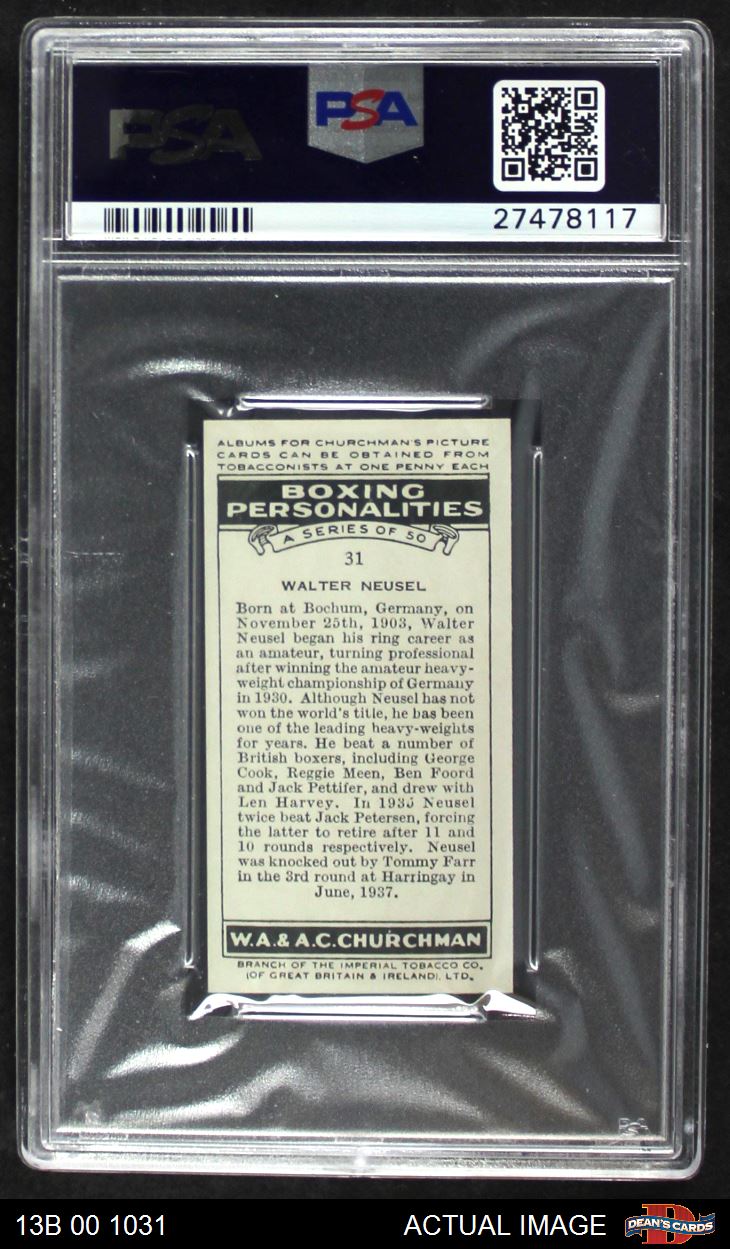 PSA
PSA
27478117
ALBUMS FOR CHURCHMAN'S PICTURE
CARDS CAN BE OBTAINED FROM
TOBACCONISTS AT ONE PENNY EACH
BOXING
PERSONALITIES
A SERIES OF 50
31
WALTER NEUSEL
Born at Bochum, Germany, on
November 25th, 1903, Walter
Neusel began his ring career as
an amateur, turning professional
after winning the amateur heavy-
weight championship of Germany
in 1930. Although Neusel has not
won the world's title, he has been
one of the leading heavy-weights
for years. He beat a number of
British boxers, including George
Cook, Reggie Meen, Ben Foord
and Jack Pettifer, and drew with
Len Harvey. In 1935 Neusel
twice beat Jack Petersen, forcing
the latter to retire after 11 and
10 rounds respectively. Neusel
was knocked out by Tommy Farr
in the 3rd round at Harringay in
June, 1937.
W.A.& A.C.CHURCHMAN
BRANCH OF THE IMPERIAL TOBACCO CO.
(OF GREAT BRITAIN & IRELAND), LTD.
PSA
13B 00 1031
ACTUAL IMAGE
D
DEAN'S CARDS